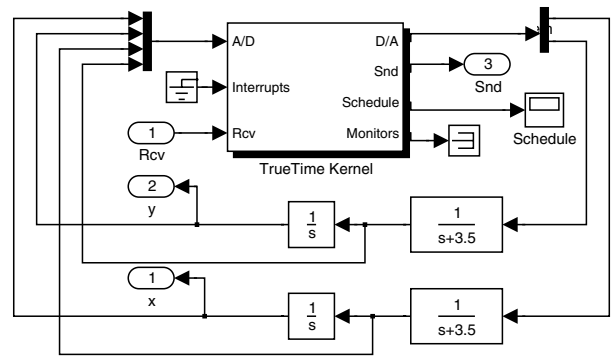 A/D
D/A
Interrupts
Snd
3
Snd
Schedule
Schedule
1
Rcv
Rcv
Monitors
TrueTime Kernel
2
y
1
s
1
s+3.5
1
x
1
s
1
s+3.5